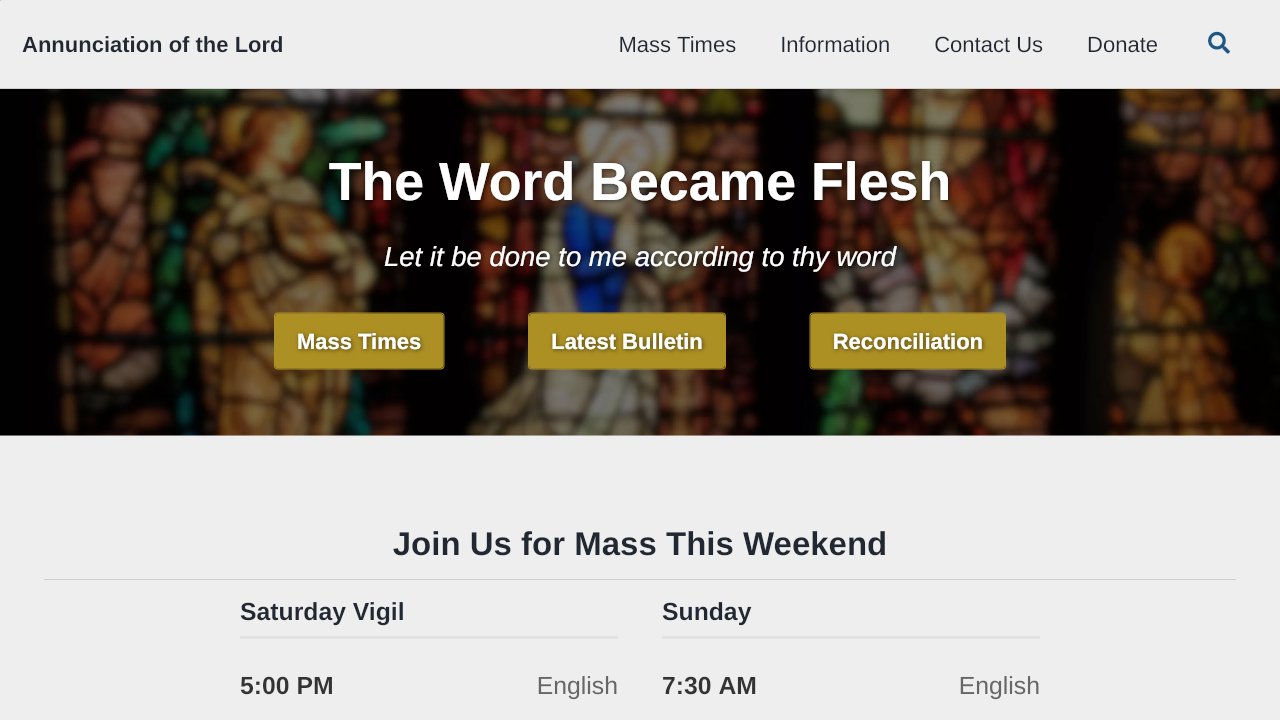 Annunciation of the Lord
Mass Times Information Contact Us Donate
The Word Became Flesh
Let it be done to me according to thy word
Mass Times Latest Bulletin Reconciliation
Join Us for Mass This Weekend
Saturday Vigil Sunday
5:00 PM English 7:30 AM English